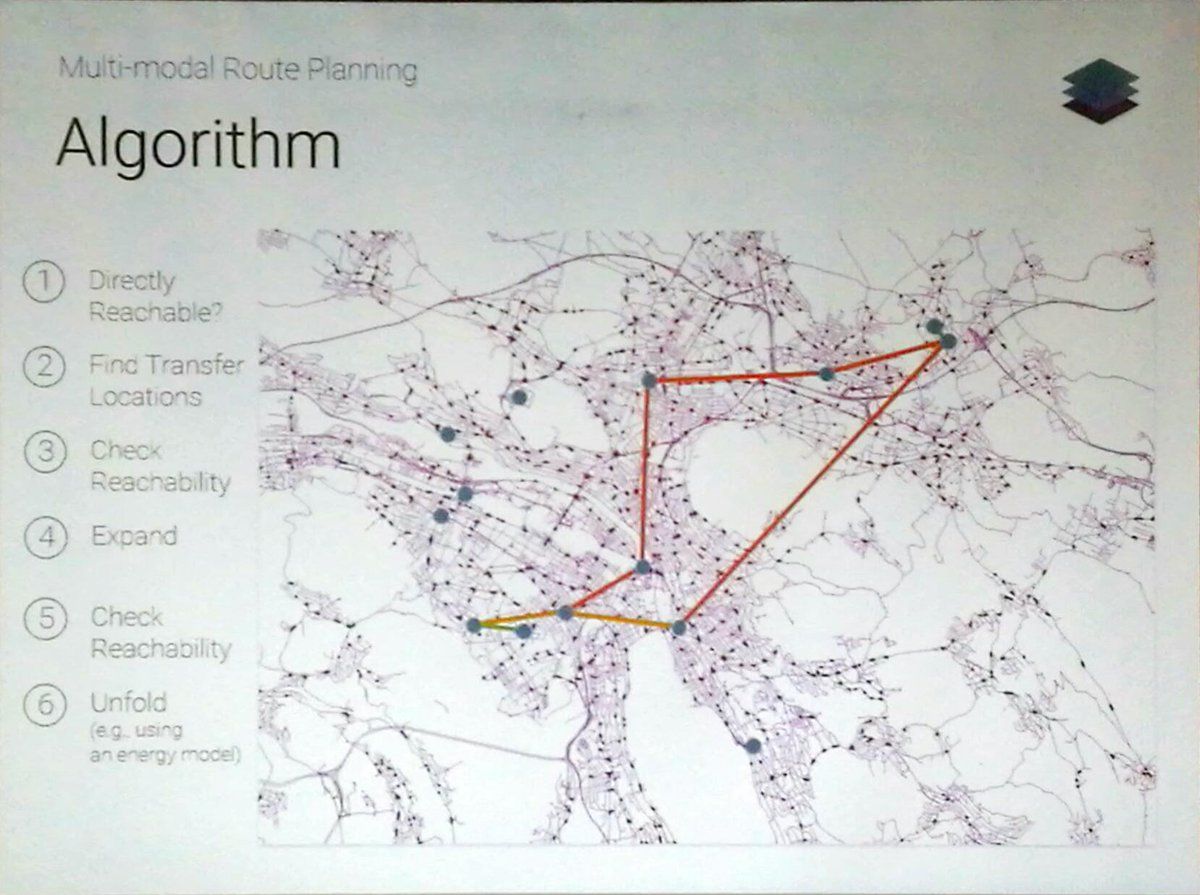 Multi-modal Route Planning
Algorithm
1 Directly
Reachable?
2 Find Transfer
Locations
3 Check
Reachability
4 Expand
5 Check
Reachability
6 Unfold
(e.g., using
an energy model)